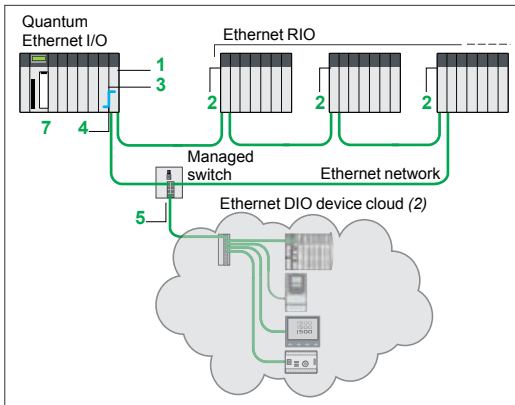 Quantum
Ethernet I/O
Ethernet RIO
1
3
2
2
2
7
4
Managed
switch
Ethernet network
5
Ethernet DIO device cloud (2)